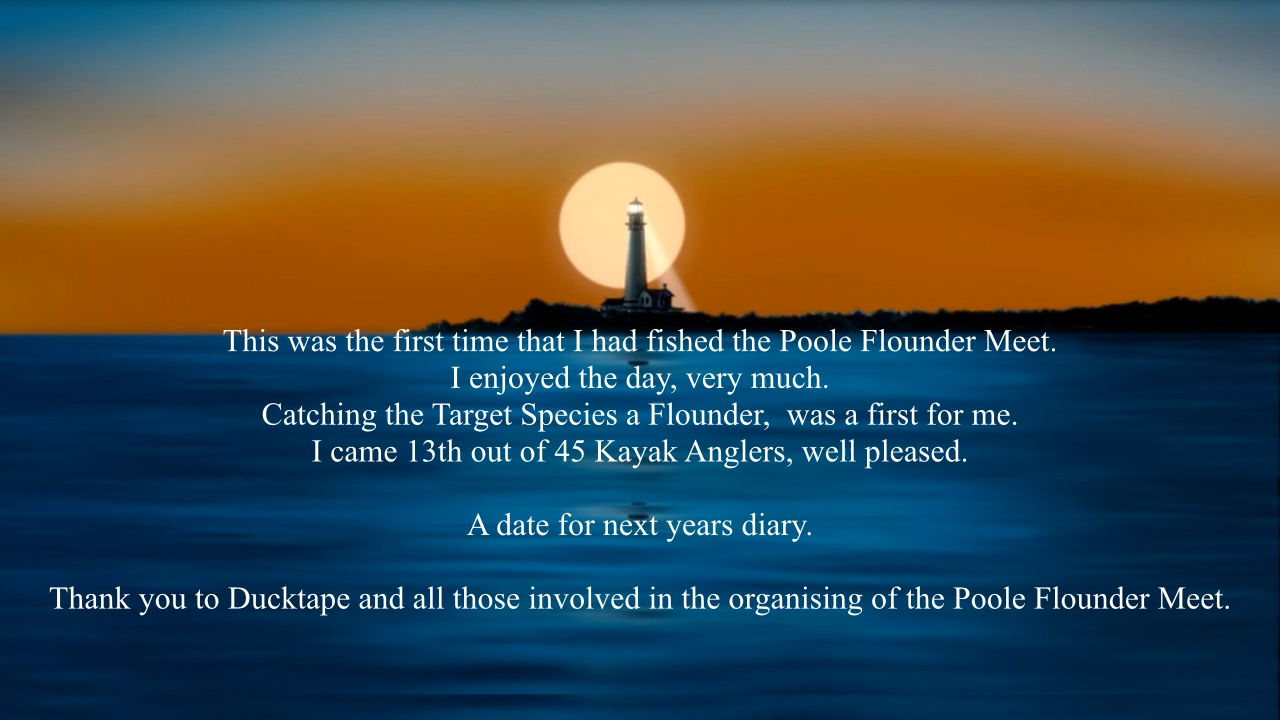 This was the first time that I had fished the Poole Flounder Meet.
I enjoyed the day, very much.
Catching the Target Species a Flounder,  was a first for me.
I came 13th out of 45 Kayak Anglers, well pleased.
A date for next years diary.
Thank you to Ducktape and all those involved in the organising of the Poole Flounder Meet.